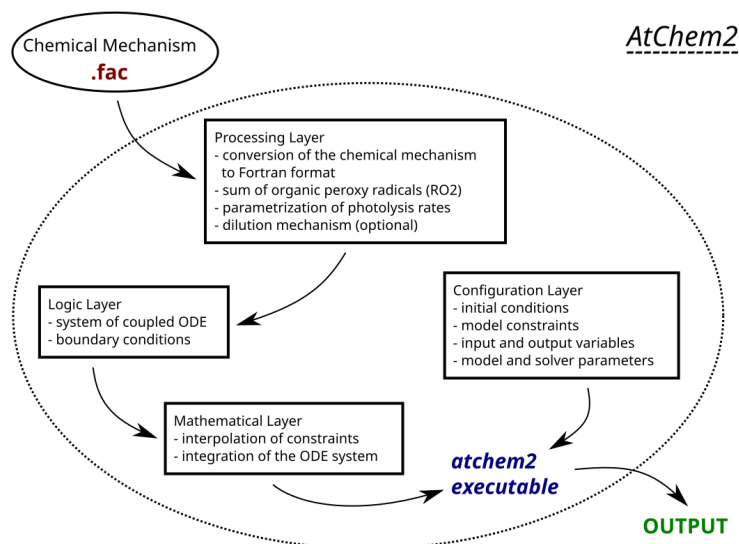 AtChem2
Chemical Mechanism
.fac
Processing Layer
- conversion of the chemical mechanism
to Fortran format
- sum of organic peroxy radicals (RO2)
- parametrization of photolysis rates
- dilution mechanism (optional)
Logic Layer
- system of coupled ODE
- boundary conditions
Configuration Layer
- initial conditions
- model constraints
- input and output variables
- model and solver parameters
Mathematical Layer
- interpolation of constraints
- integration of the ODE system
atchem2
executable
OUTPUT